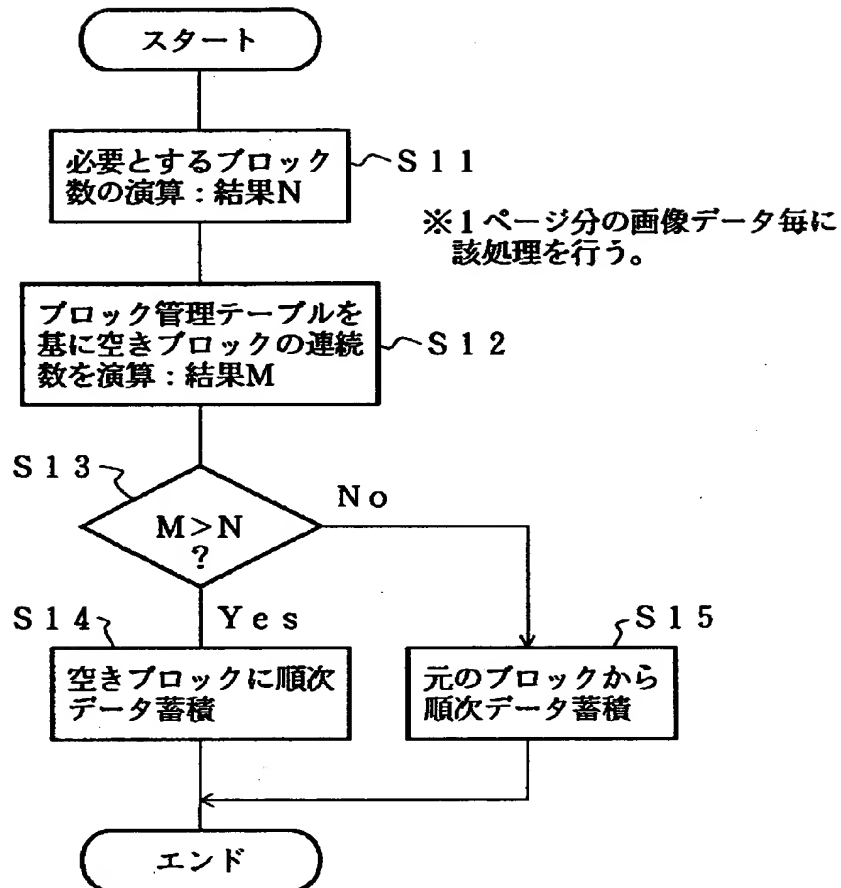 スタート
必要とするブロック
数の演算：結果N
S11
※1ページ分の画像データ毎に
該処理を行う。
ブロック管理テーブルを
基に空きブロックの連続
数を演算：結果M
S12
S13
M＞N
?
No
S14
Yes
S15
空きブロックに順次
データ蓄積
元のブロックから
順次データ蓄積
エンド